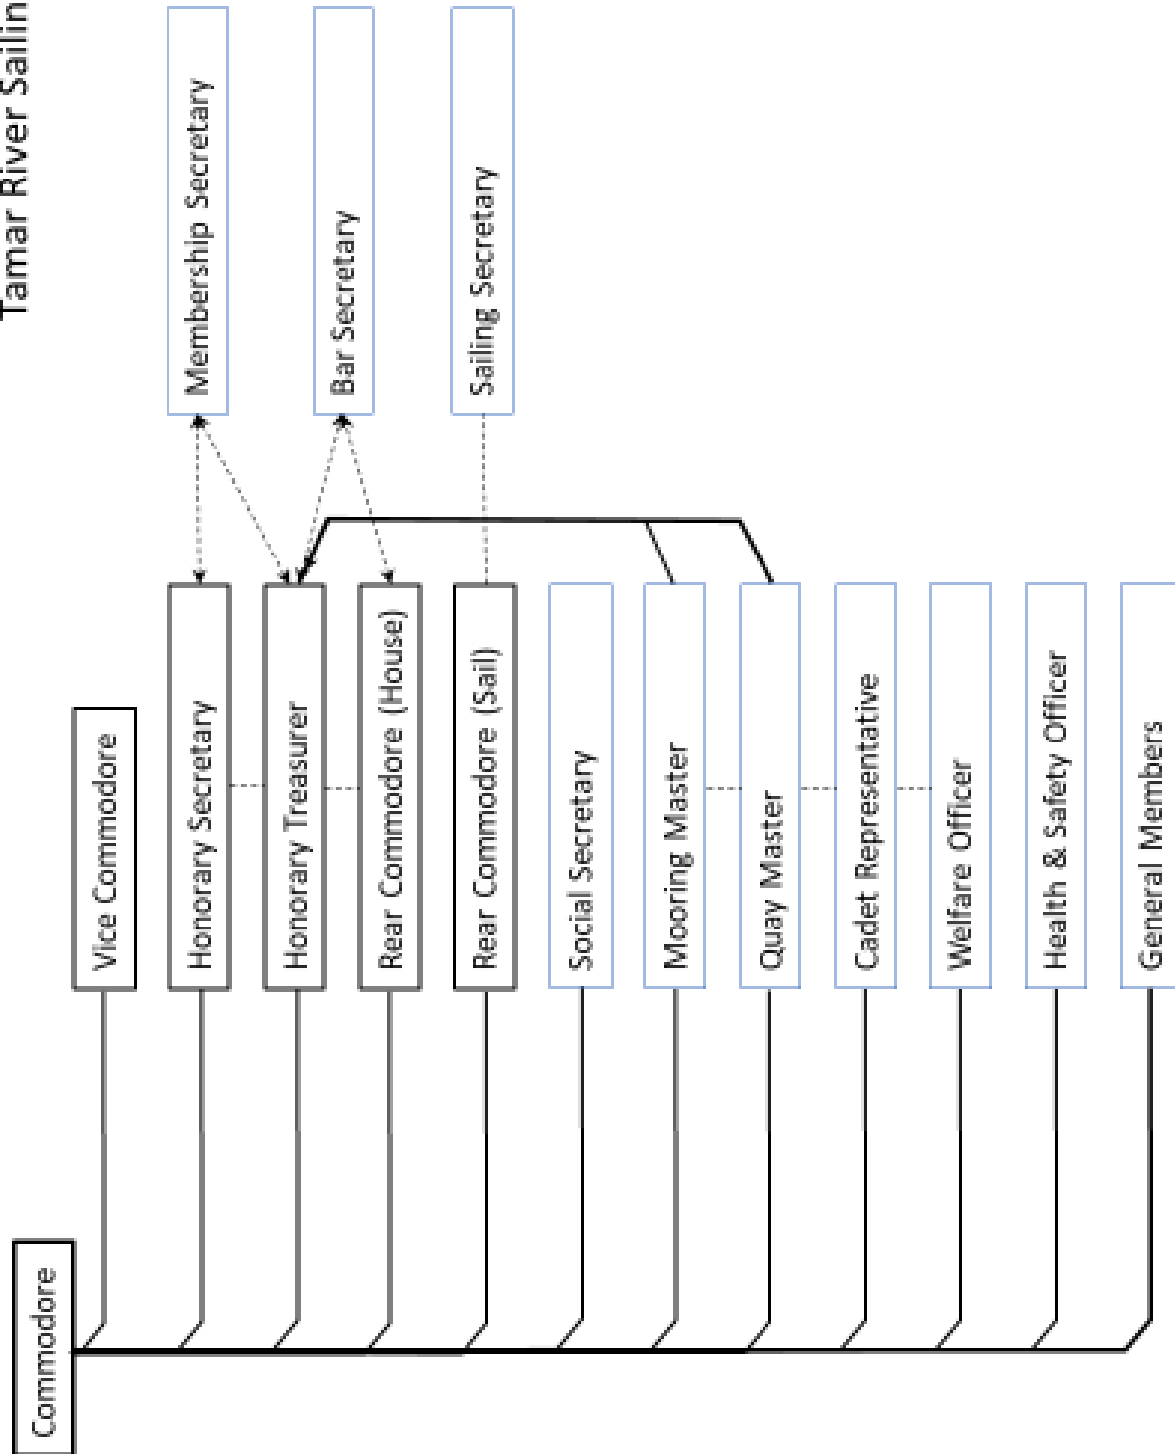 Tamar River Sailin
Commodore
Vice Commodore
Honorary Secretary
Membership Secretary
Honorary Treasurer
Bar Secretary
Rear Commodore (House)
Rear Commodore (Sail)
Sailing Secretary
Social Secretary
Mooring Master
Quay Master
Cadet Representative
Welfare Officer
Health & Safety Officer
General Members